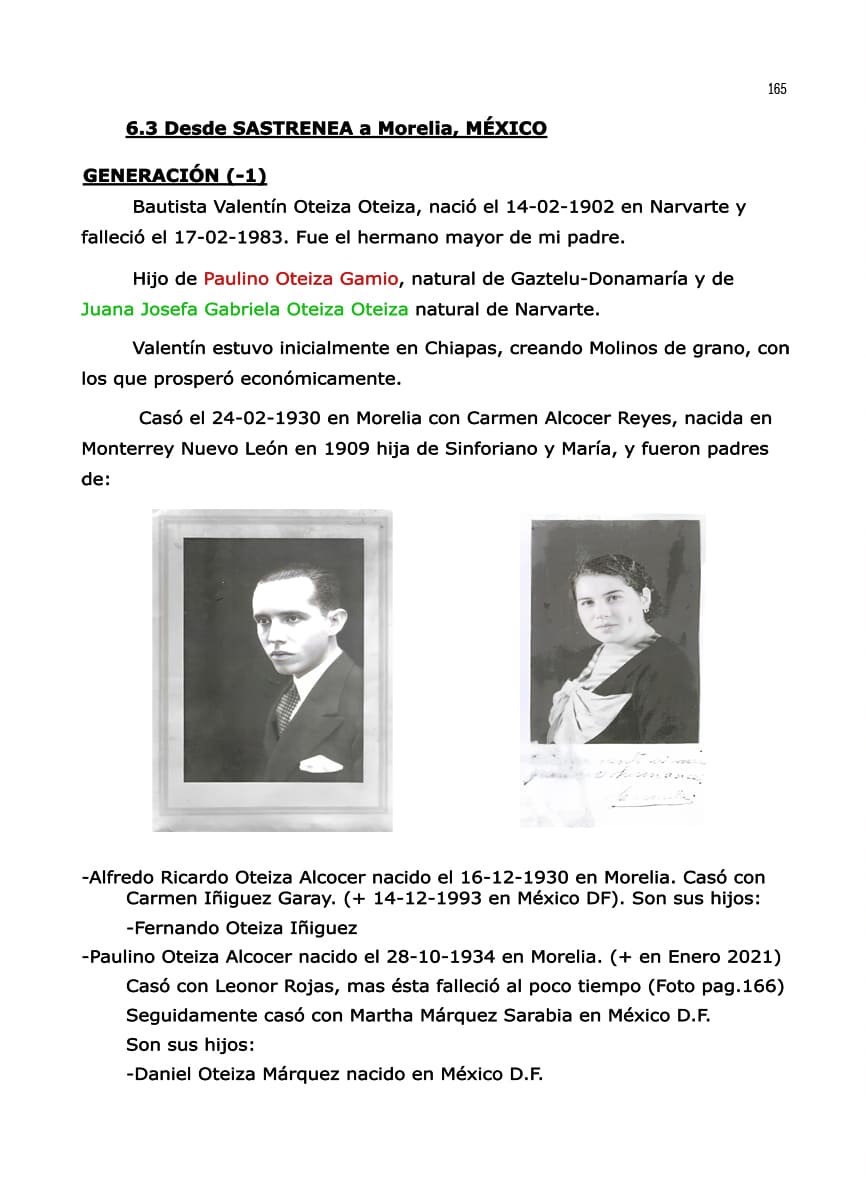 165
6.3 Desde SASTRENEA a Morelia, MÉXICO
GENERACIÓN (-1)
Bautista Valentín Oteiza Oteiza, nació el 14-02-1902 en Narvarte y
falleció el 17-02-1983. Fue el hermano mayor de mi padre.
Hijo de Paulino Oteiza Gamio, natural de Gaztelu-Donamaría y de
Juana Josefa Gabriela Oteiza Oteiza natural de Narvarte.
Valentín estuvo inicialmente en Chiapas, creando Molinos de grano, con
los que prosperó económicamente.
Casó el 24-02-1930 en Morelia con Carmen Alcocer Reyes, nacida en
Monterrey Nuevo León en 1909 hija de Sinforiano y María, y fueron padres
de:
-Alfredo Ricardo Oteiza Alcocer nacido el 16-12-1930 en Morelia. Casó con
Carmen Iñiguez Garay. (+ 14-12-1993 en México DF). Son sus hijos:
-Fernando Oteiza Iñiguez
-Paulino Oteiza Alcocer nacido el 28-10-1934 en Morelia. (+ en Enero 2021)
Casó con Leonor Rojas, mas ésta falleció al poco tiempo (Foto pag.166)
Seguidamente casó con Martha Márquez Sarabia en México D.F.
Son sus hijos:
-Daniel Oteiza Márquez nacido en México D.F.